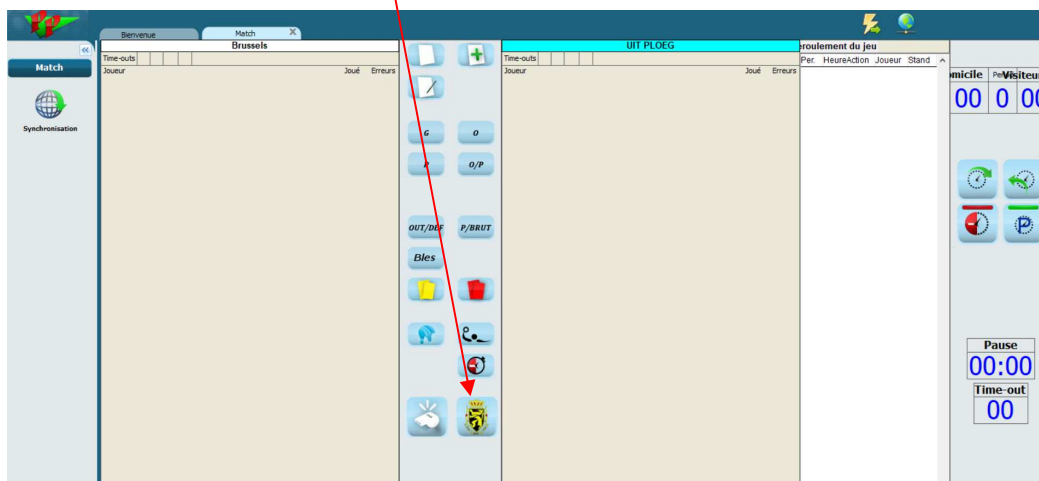 Bienvenue
Match X
Match
Synchronisation
Brussels
Time-outs
Joueur Joué Erreurs
G O
P O/P
OUT/DEF P/BRUT
Bles
UIT PLOEG
Time-outs
Joueur Joué Erreurs
eroulement du jeu
Per. HeureAction Joueur Stand
micile Visiteur
00 0 00
P
Pause
00:00
Time-out
00